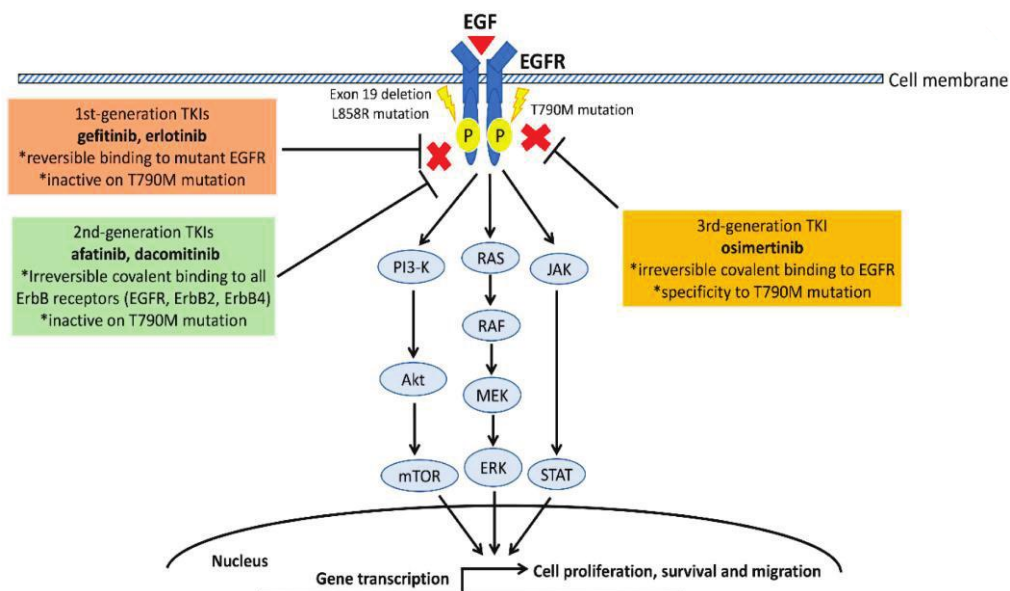 EGF
EGFR
Cell membrane
Exon 19 deletion
L858R mutation
T790M mutation
P
P
1st-generation TKIs
gefitinib, erlotinib
*reversible binding to mutant EGFR
*inactive on T790M mutation
2nd-generation TKIs
afatinib, dacomitinib
*Irreversible covalent binding to all
ErbB receptors (EGFR, ErbB2, ErbB4)
*inactive on T790M mutation
3rd-generation TKI
osimertinib
*irreversible covalent binding to EGFR
*specificity to T790M mutation
PI3-K
RAS
JAK
RAF
Akt
MEK
mTOR
ERK
STAT
Nucleus
Gene transcription
Cell proliferation, survival and migration